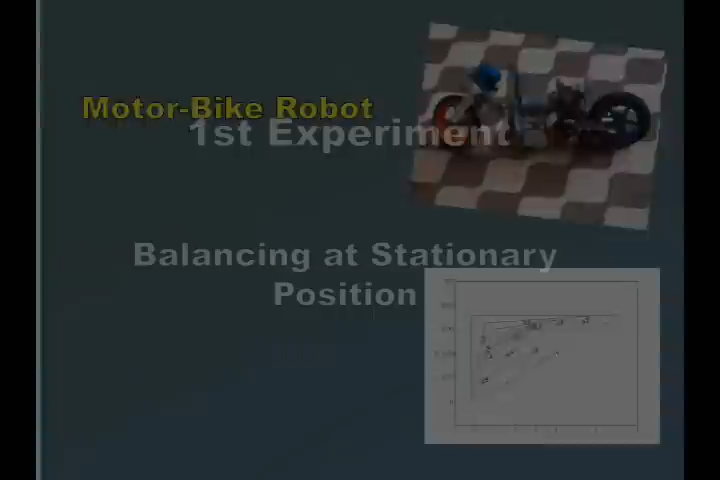 Motor-Bike Robot
1st Experiment
Balancing at Stationary
Position